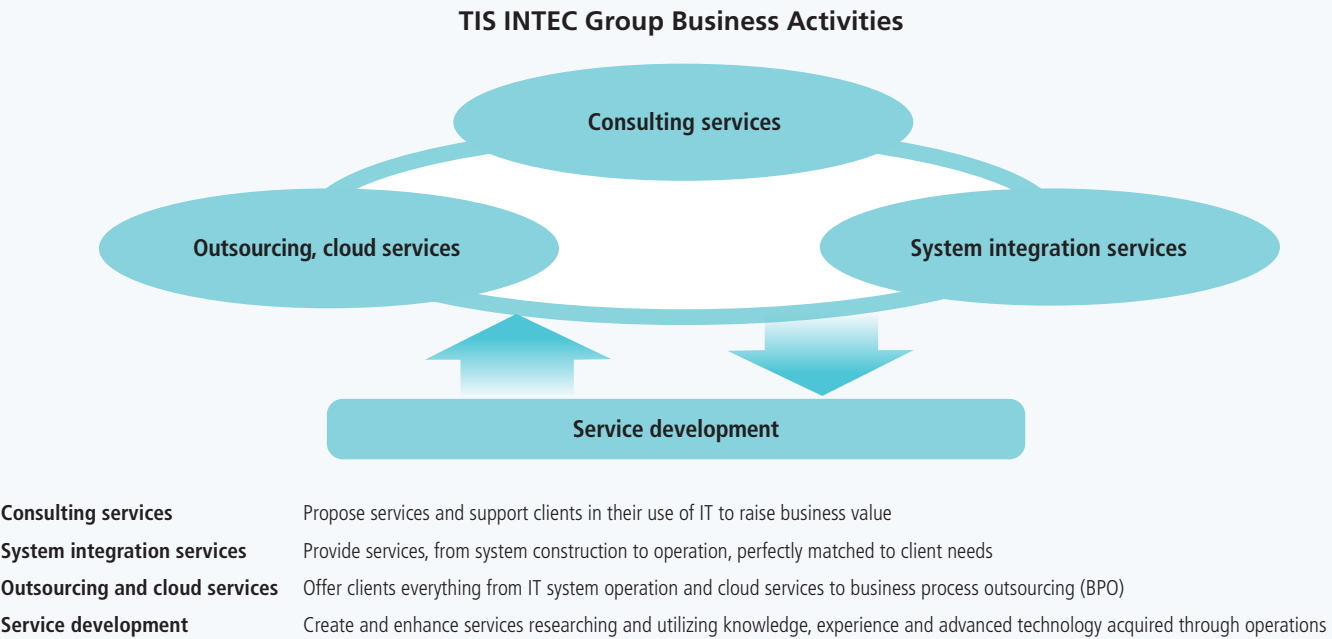 TIS INTEC Group Business Activities
Consulting services
Outsourcing, cloud services
System integration services
Service development
Consulting services Propose services and support clients in their use of IT to raise business value
System integration services Provide services, from system construction to operation, perfectly matched to client needs
Outsourcing and cloud services Offer clients everything from IT system operation and cloud services to business process outsourcing (BPO)
Service development Create and enhance services researching and utilizing knowledge, experience and advanced technology acquired through operations